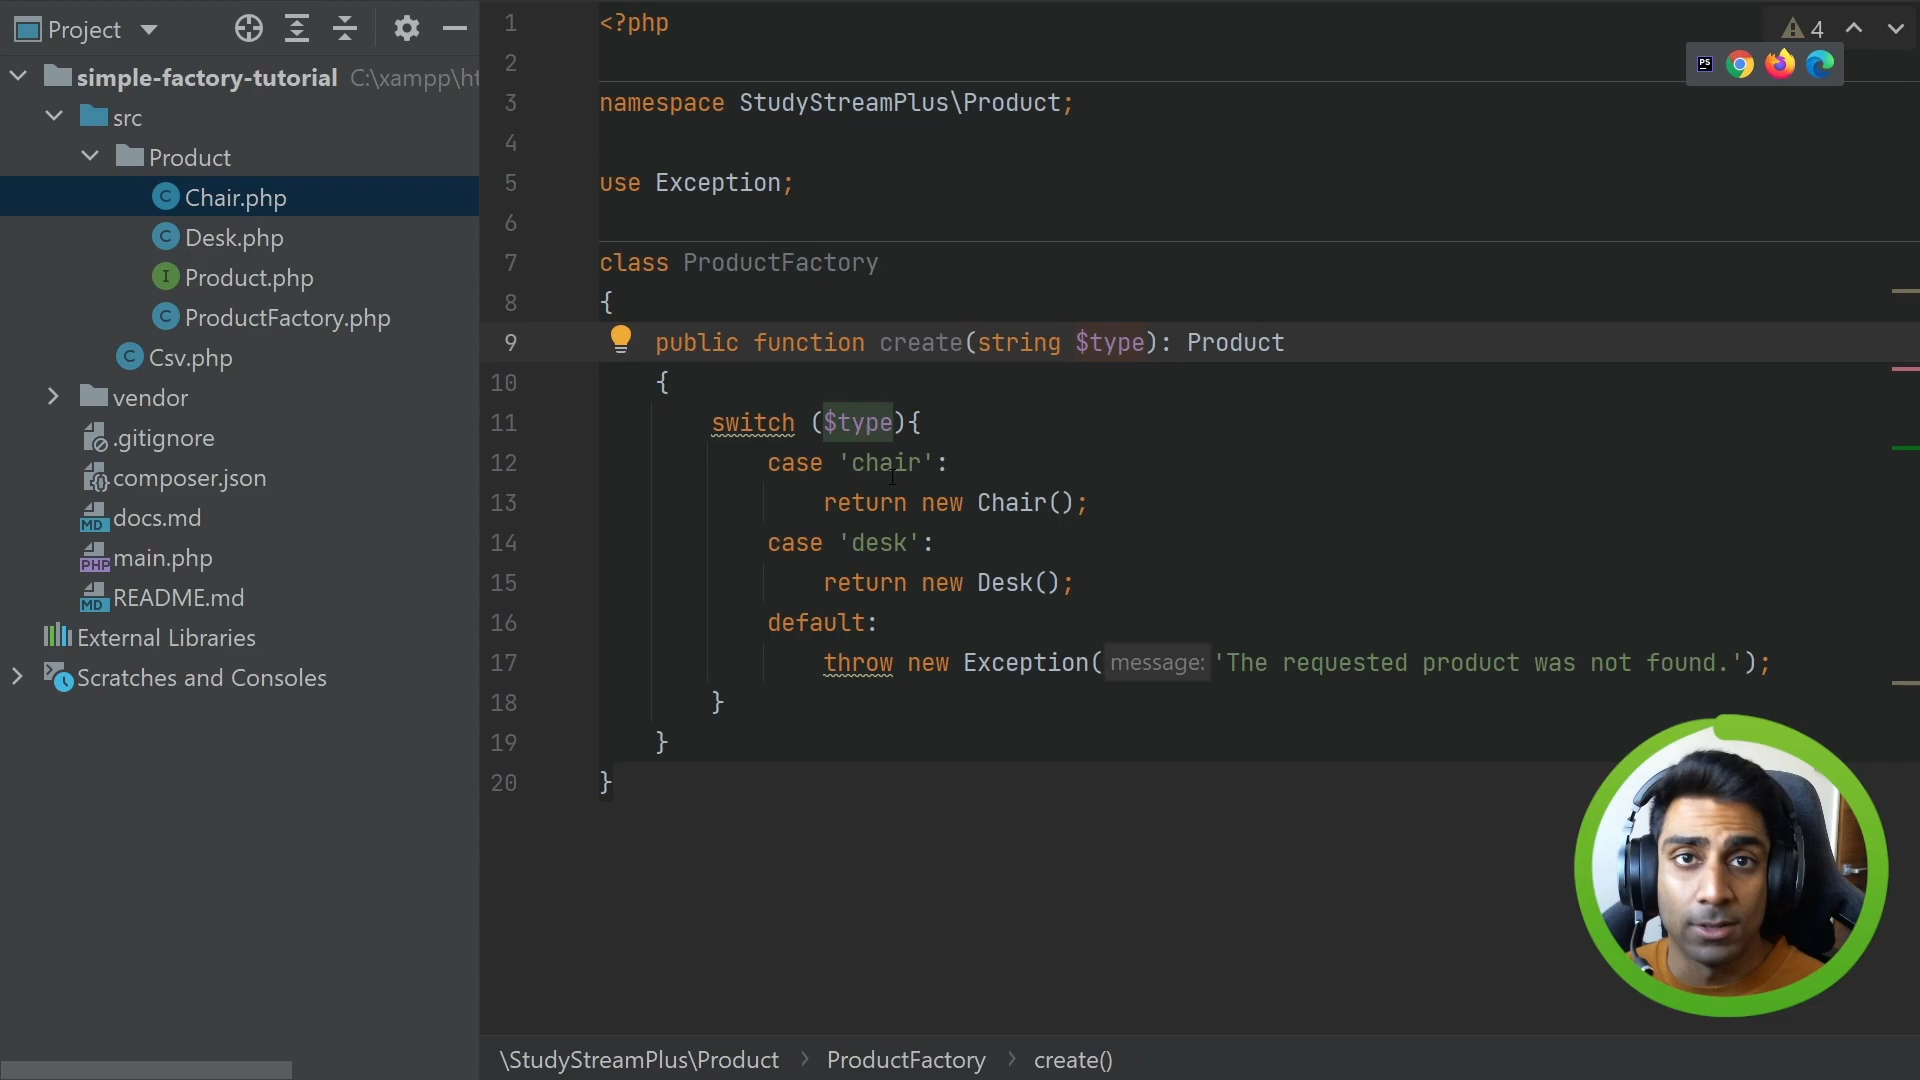 Project
simple-factory-tutorial C:\xampp\ht
src
Product
Chair.php
Desk.php
Product.php
ProductFactory.php
Csv.php
vendor
.gitignore
composer.json
docs.md
main.php
README.md
External Libraries
Scratches and Consoles
4
1 <?php
2
3 namespace StudyStreamPlus\Product;
4
5 use Exception;
6
7 class ProductFactory
8 {
9 public function create(string $type): Product
10 {
11 switch ($type){
12 case 'chair':
13 return new Chair();
14 case 'desk':
15 return new Desk();
16 default:
17 throw new Exception( message: 'The requested product was not found.');
18 }
19 }
20 }
\StudyStreamPlus\Product > ProductFactory > create()